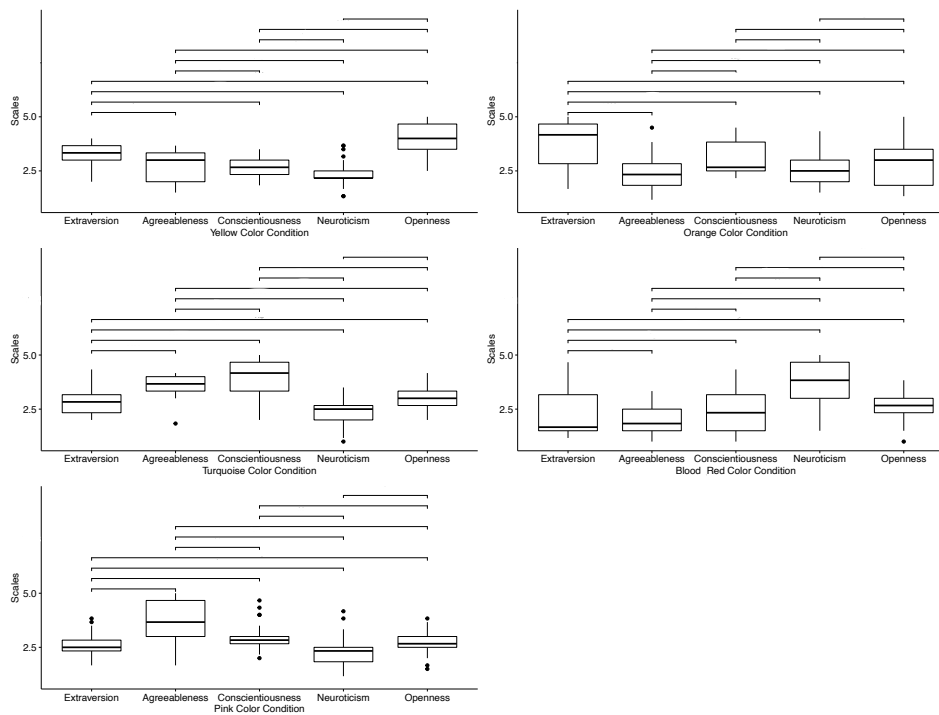 Scales
5.0
2.5
Extraversion Agreeableness Conscientiousness Neuroticism Openness
Yellow Color Condition
Scales
5.0
2.5
Extraversion Agreeableness Conscientiousness Neuroticism Openness
Orange Color Condition
Scales
5.0
2.5
Extraversion Agreeableness Conscientiousness Neuroticism Openness
Turquoise Color Condition
Scales
5.0
2.5
Extraversion Agreeableness Conscientiousness Neuroticism Openness
Blood Red Color Condition
Scales
5.0
2.5
Extraversion Agreeableness Conscientiousness Neuroticism Openness
Pink Color Condition